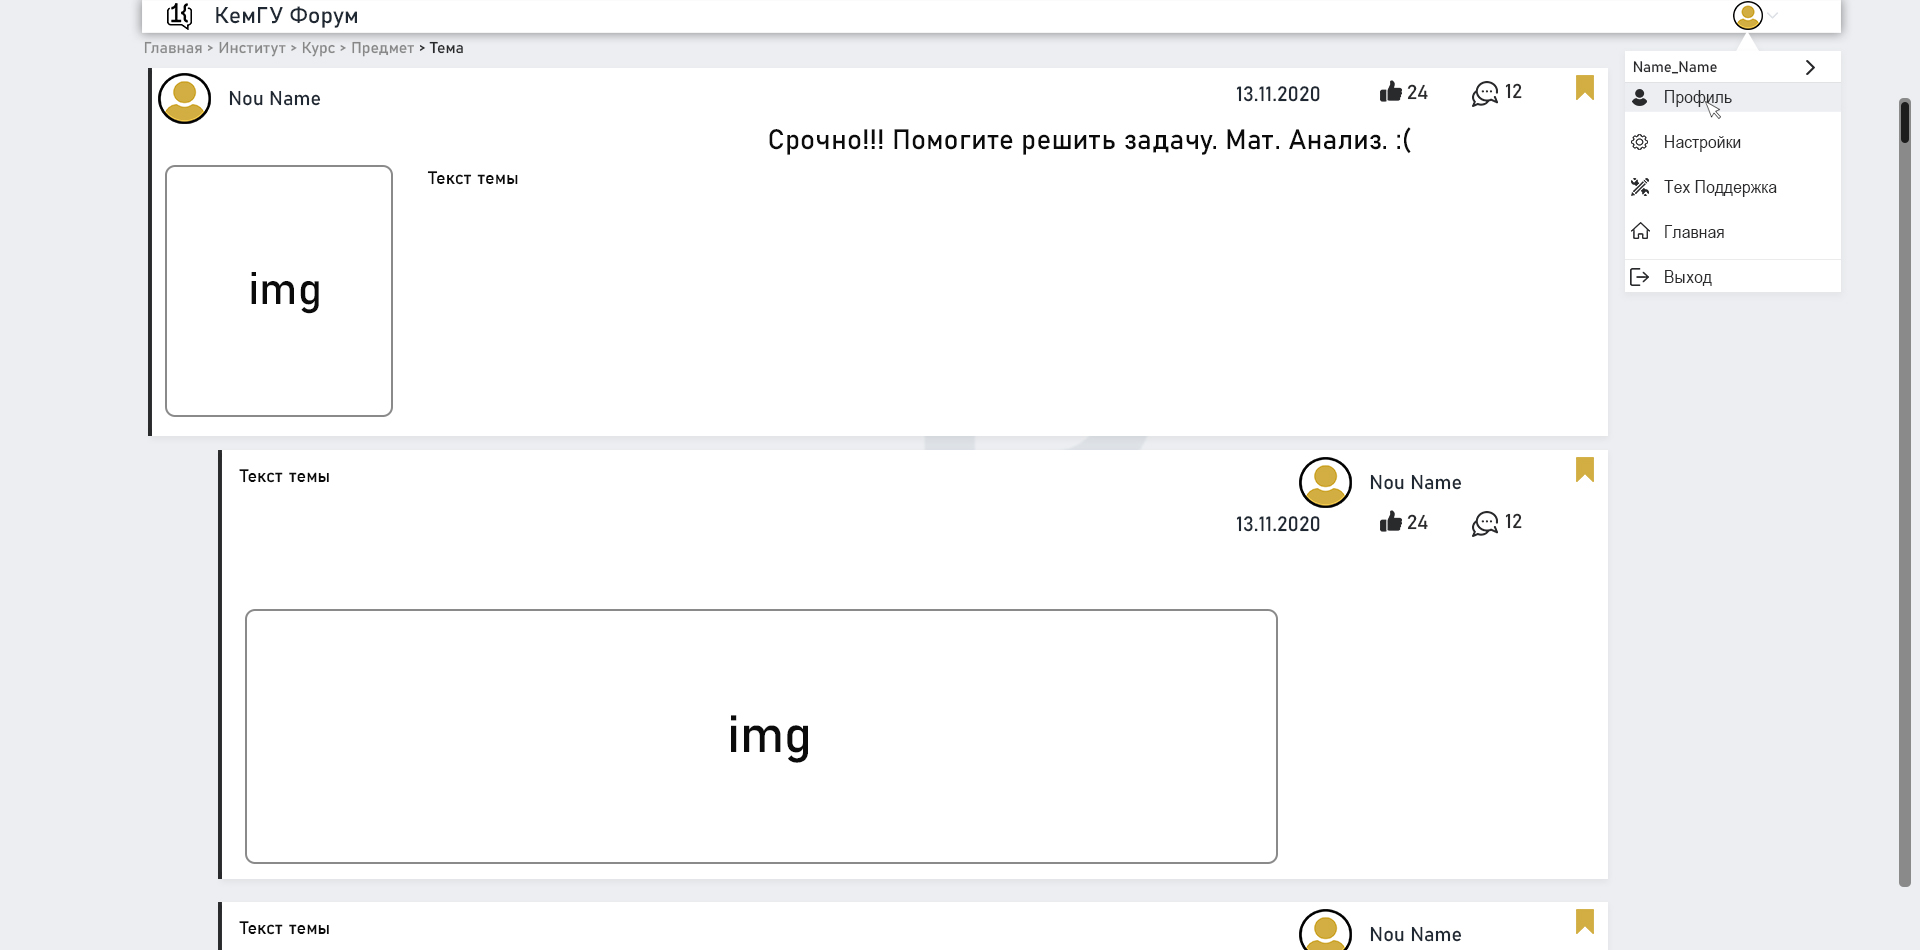 КемГУ Форум
Главная > Институт > Курс > Предмет > Тема
Name_Name
Профиль
Настройки
Тех Поддержка
Главная
Выход
Nou Name
13.11.2020
24
12
Срочно!!! Помогите решить задачу. Мат. Анализ. :(
Текст темы
img
Текст темы
Nou Name
13.11.2020
24
12
img
Текст темы
Nou Name